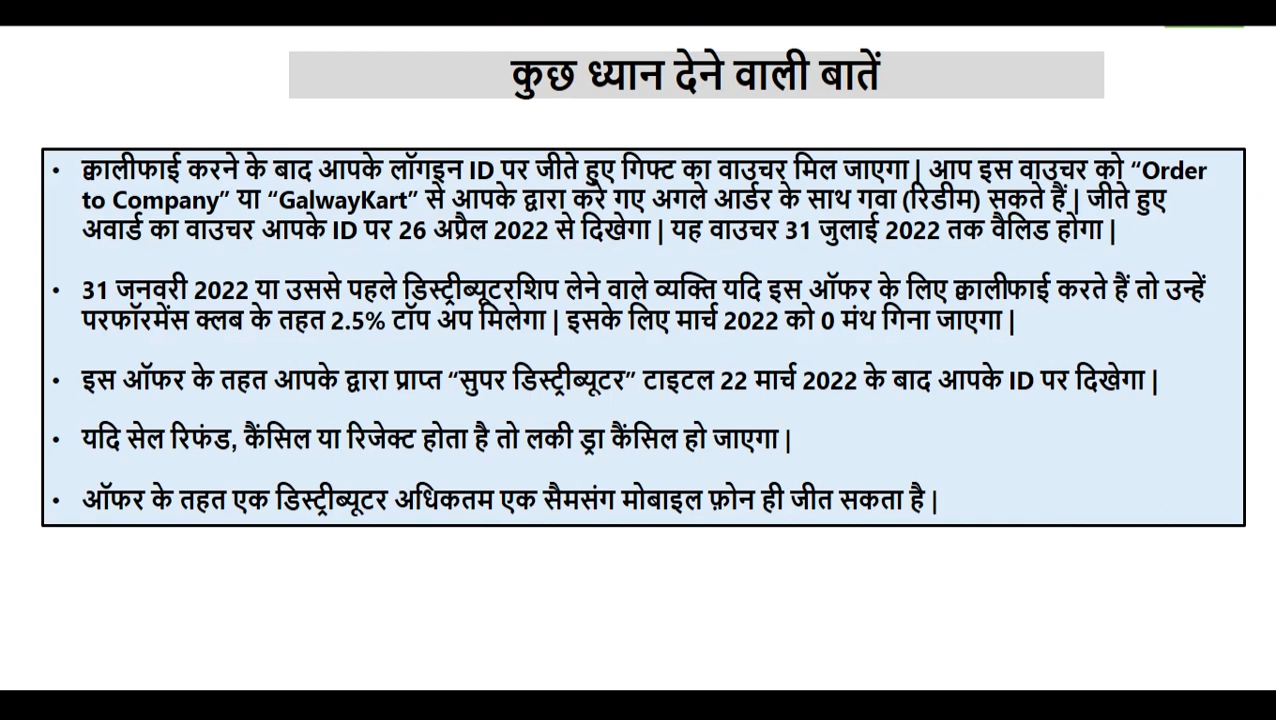 कुछ ध्यान देने वाली बातें
• क्वालीफाई करने के बाद आपके लॉगइन ID पर जीते हुए गिफ्ट का वाउचर मिल जाएगा | आप इस वाउचर को “Order
to Company” या “GalwayKart” से आपके द्वारा करे गए अगले आर्डर के साथ गवा (रिडीम) सकते हैं | जीते हुए
अवार्ड का वाउचर आपके ID पर 26 अप्रैल 2022 से दिखेगा | यह वाउचर 31 जुलाई 2022 तक वैलिड होगा |
• 31 जनवरी 2022 या उससे पहले डिस्ट्रीब्यूटरशिप लेने वाले व्यक्ति यदि इस ऑफर के लिए क्वालीफाई करते हैं तो उन्हें
परफॉरमेंस क्लब के तहत 2.5% टॉप अप मिलेगा | इसके लिए मार्च 2022 को 0 मंथ गिना जाएगा |
• इस ऑफर के तहत आपके द्वारा प्राप्त “सुपर डिस्ट्रीब्यूटर” टाइटल 22 मार्च 2022 के बाद आपके ID पर दिखेगा |
• यदि सेल रिफंड, कैंसिल या रिजेक्ट होता है तो लकी ड्रा कैंसिल हो जाएगा |
• ऑफर के तहत एक डिस्ट्रीब्यूटर अधिकतम एक सैमसंग मोबाइल फ़ोन ही जीत सकता है |